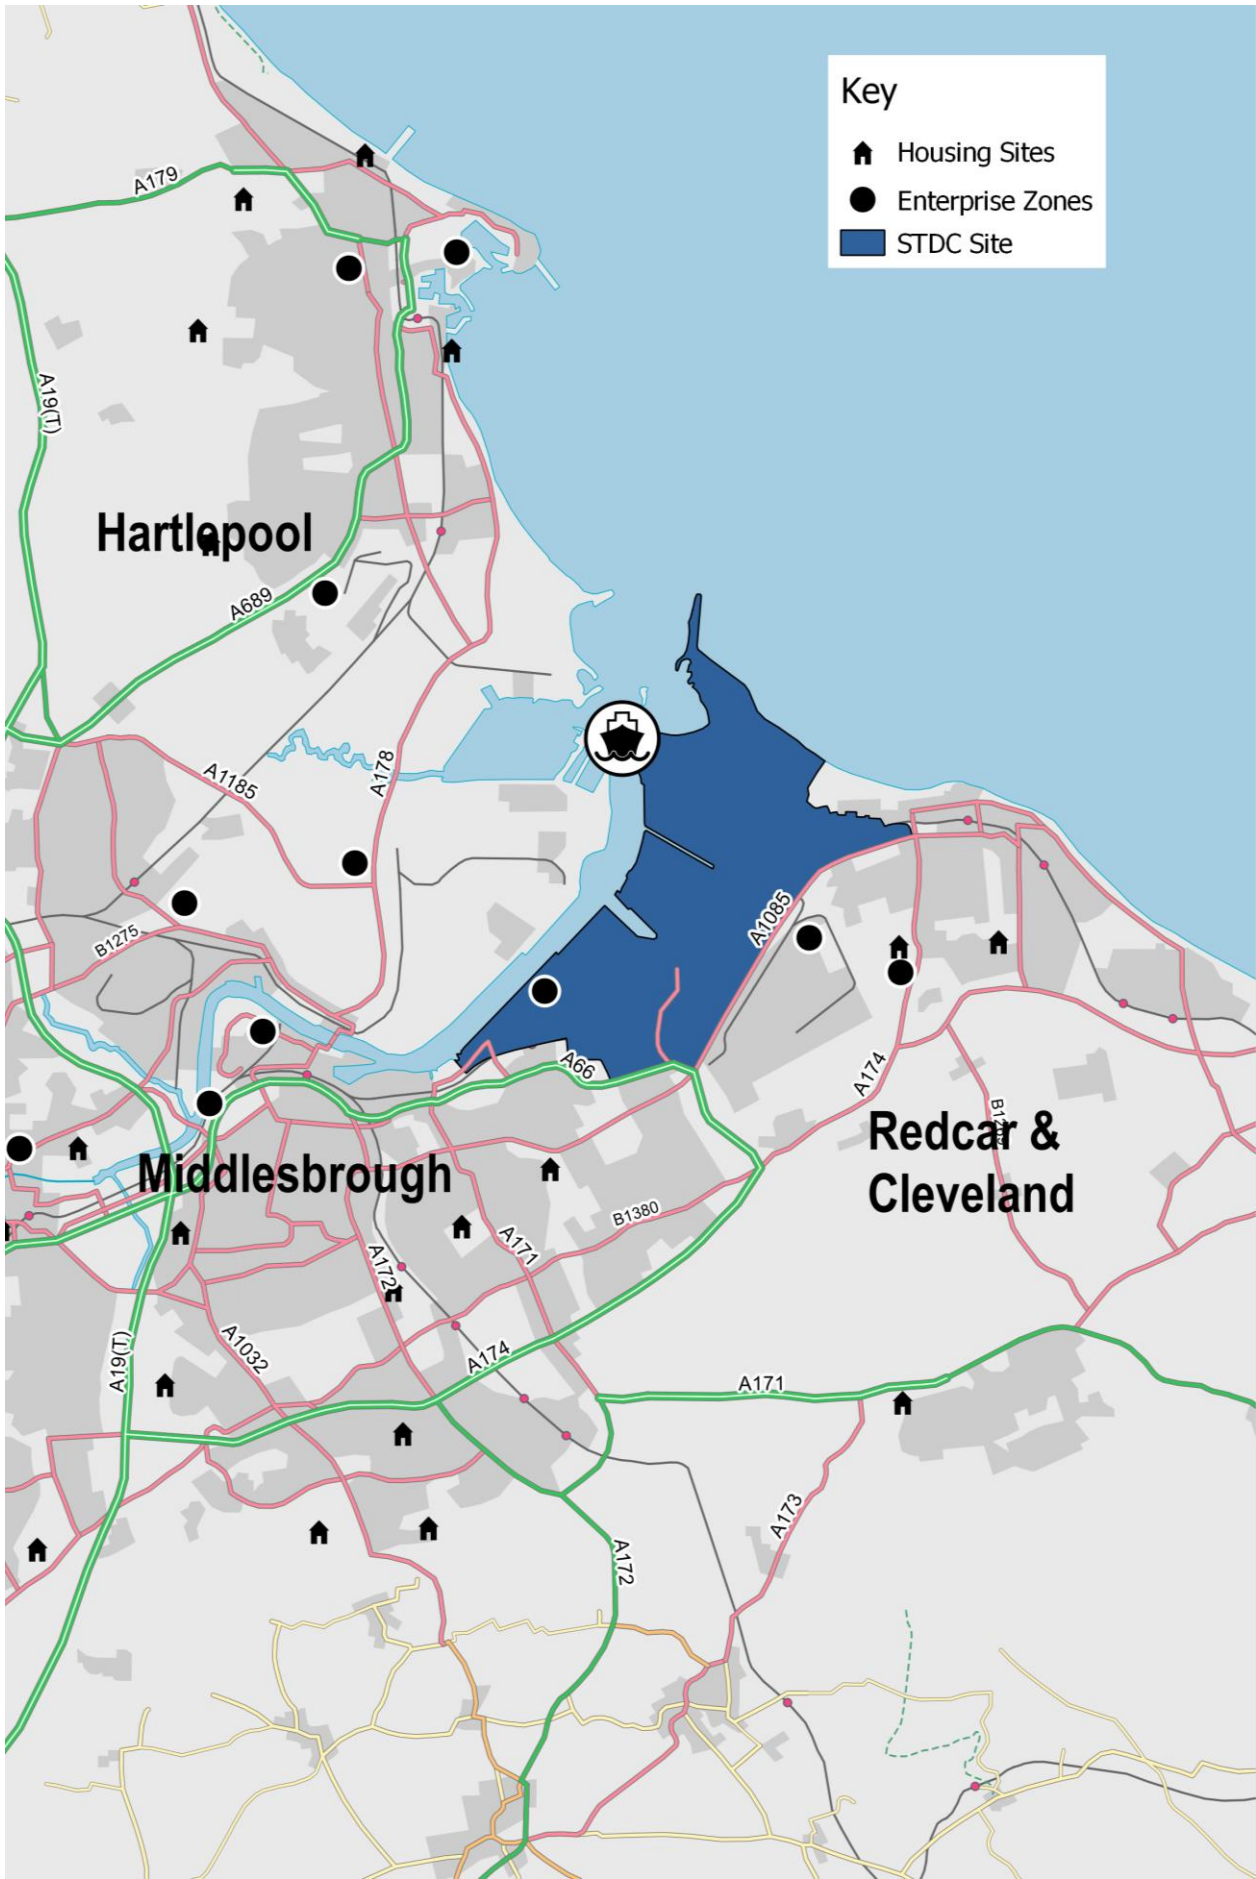 Key
Housing Sites
Enterprise Zones
STDC Site
A179
A19(T)
Hartlepool
A689
A1185
A178
B1275
A1085
A66
A174
Redcar &
Cleveland
Middlesbrough
B1380
A171
A172
A1032
A19(T)
A174
A171
A173
A172